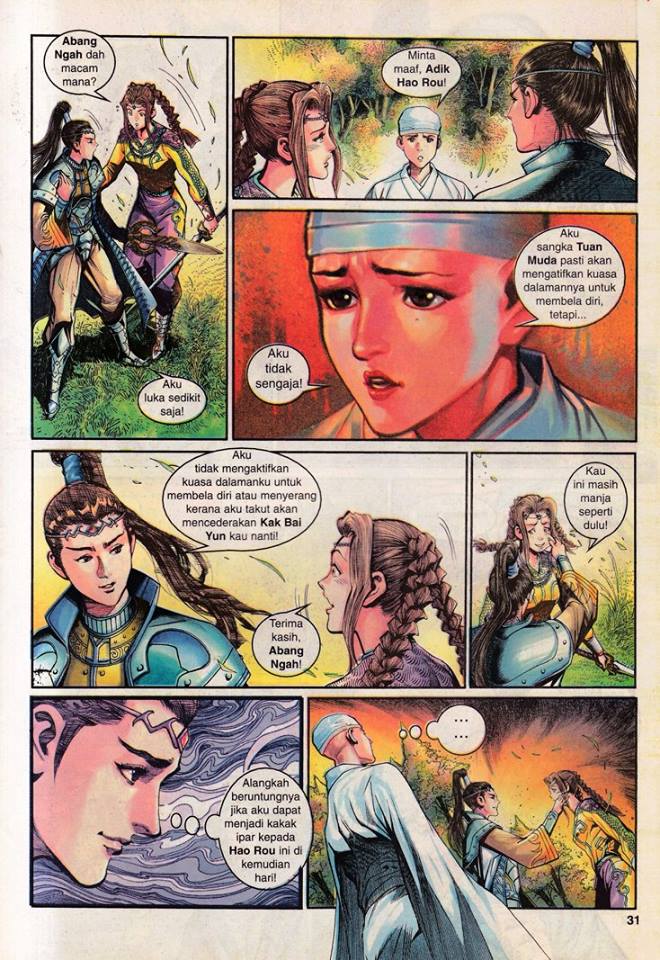 Abang
Ngah dah
macam
mana?
Aku
luka sedikit
saja!
Minta
maaf, Adik
Hao Rou!
Aku
sangka Tuan
Muda pasti akan
mengatifkan kuasa
dalamannya untuk
membela diri,
tetapi...
Aku
tidak
sengaja!
Aku
tidak mengaktifkan
kuasa dalamanku untuk
membela diri atau menyerang
kerana aku takut akan
mencederakan Kak Bai
Yun kau nanti!
Terima
kasih,
Abang
Ngah!
Kau
ini masih
manja
seperti
dulu!
Alangkah
beruntungnya
jika aku dapat
menjadi kakak
ipar kepada
Hao Rou ini di
kemudian
hari!
...
...
31